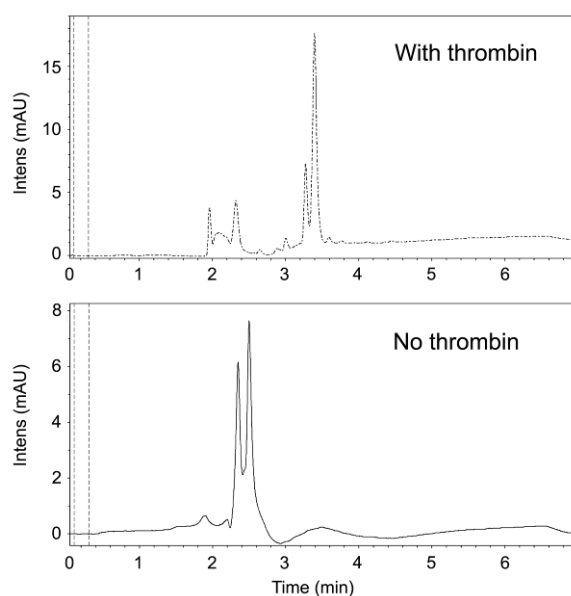 With thrombin
Intens (mAU)
15
10
5
0
0 1 2 3 4 5 6
No thrombin
Intens (mAU)
8
6
4
2
0
0 1 2 3 4 5 6
Time (min)